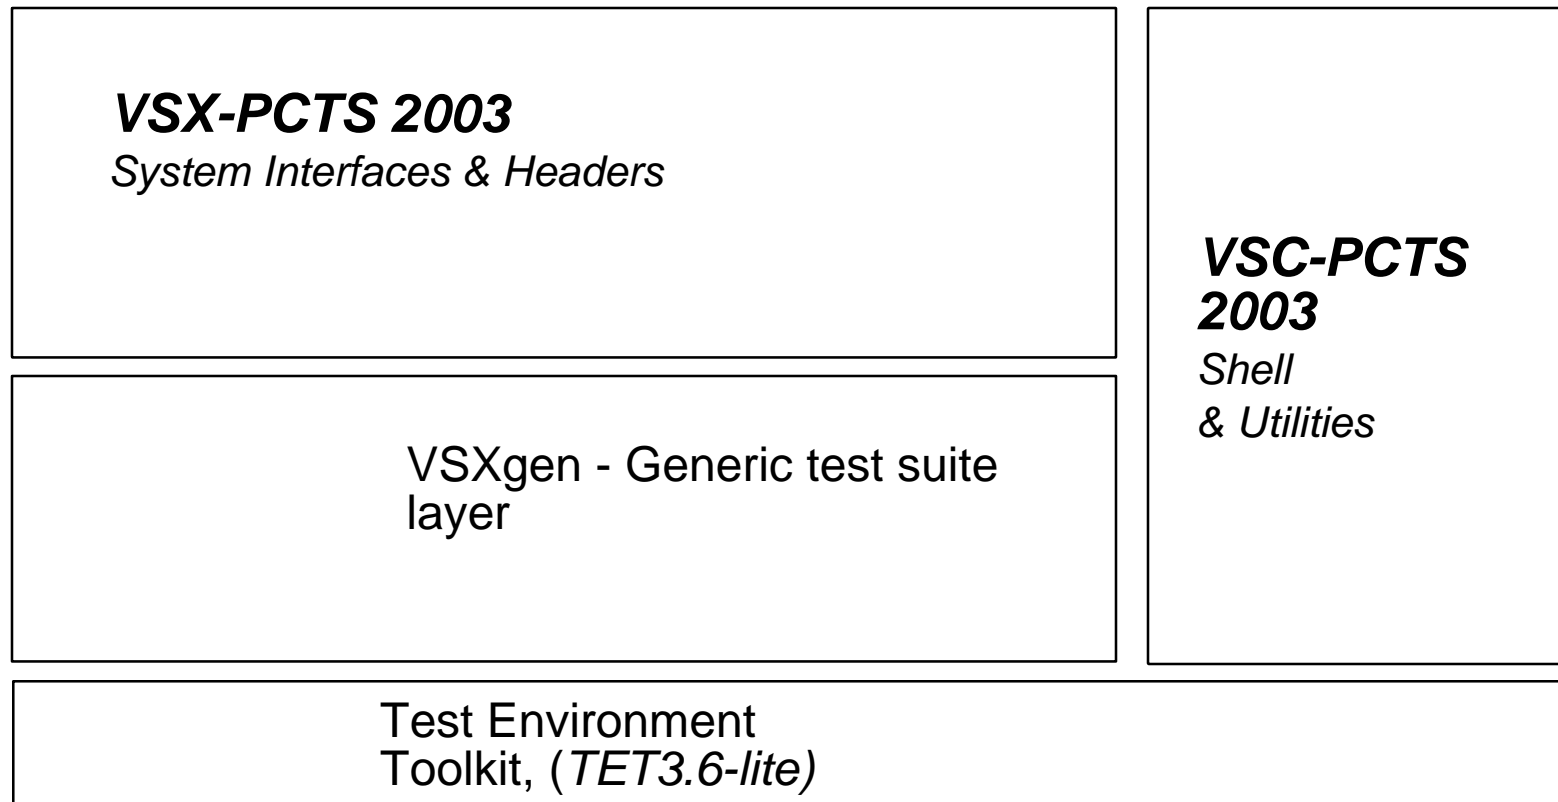 VSX-PCTS 2003
System Interfaces & Headers
VSC-PCTS
2003
Shell
& Utilities
VSXgen - Generic test suite
layer
Test Environment
Toolkit, (TET3.6-lite)